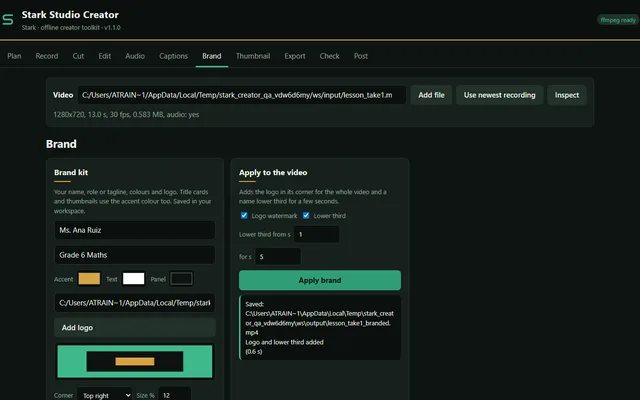 Stark Studio Creator
Stark · offline creator toolkit · v1.1.0
ffmpeg ready
Plan Record Cut Edit Audio Captions Brand Thumbnail Export Check Post
Video C:/Users/ATRAIN~1/AppData/Local/Temp/stark_creator_qa_vdw6d6my/ws/input/lesson_take1.m Add file Use newest recording Inspect
1280x720, 13.0 s, 30 fps, 0.583 MB, audio: yes
Brand
Brand kit
Your name, role or tagline, colours and logo. Title cards
and thumbnails use the accent colour too. Saved in your
workspace.
Ms. Ana Ruiz
Grade 6 Maths
Accent Text Panel
C:/Users/ATRAIN~1/AppData/Local/Temp/stark
Add logo
Corner Top right Size % 12
Apply to the video
Adds the logo in its corner for the whole video and a
name lower third for a few seconds.
Logo watermark Lower third
Lower third from s 1
for s 5
Apply brand
Saved:
C:\Users\ATRAIN~1\AppData\Local\Temp\stark_creat
or_qa_vdw6d6my\ws\output\lesson_take1_branded.
mp4
Logo and lower third added
(0.6 s)